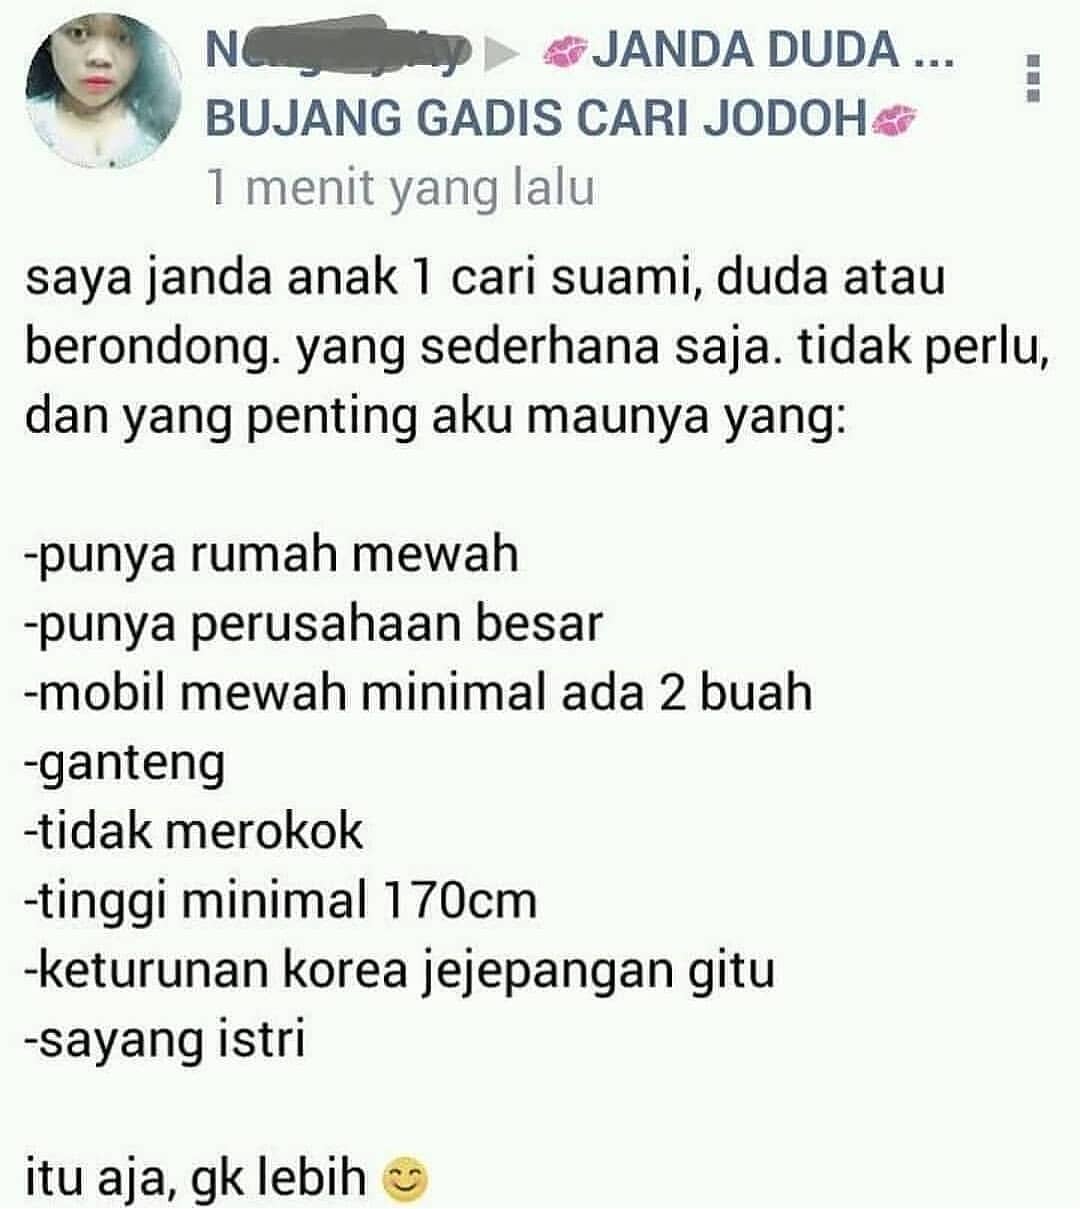 💋JANDA DUDA ...
BUJANG GADIS CARI JODOH💋
1 menit yang lalu
saya janda anak 1 cari suami, duda atau
berondong. yang sederhana saja. tidak perlu,
dan yang penting aku maunya yang:
-punya rumah mewah
-punya perusahaan besar
-mobil mewah minimal ada 2 buah
-ganteng
-tidak merokok
-tinggi minimal 170cm
-keturunan korea jejepangan gitu
-sayang istri
itu aja, gk lebih 😊